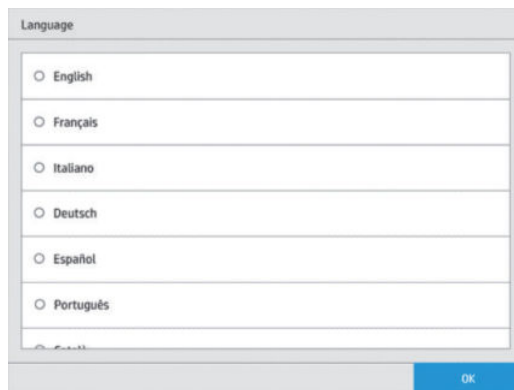 Language
English
Français
Italiano
Deutsch
Español
Português
OK